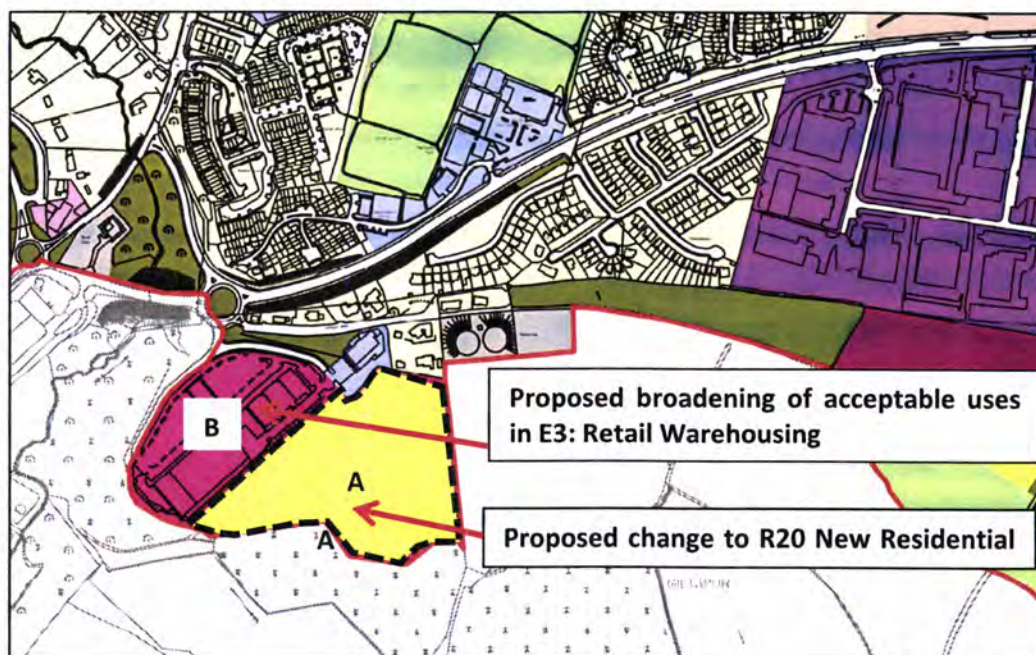 B
Proposed broadening of acceptable uses
in E3: Retail Warehousing
A
A
Proposed change to R20 New Residential